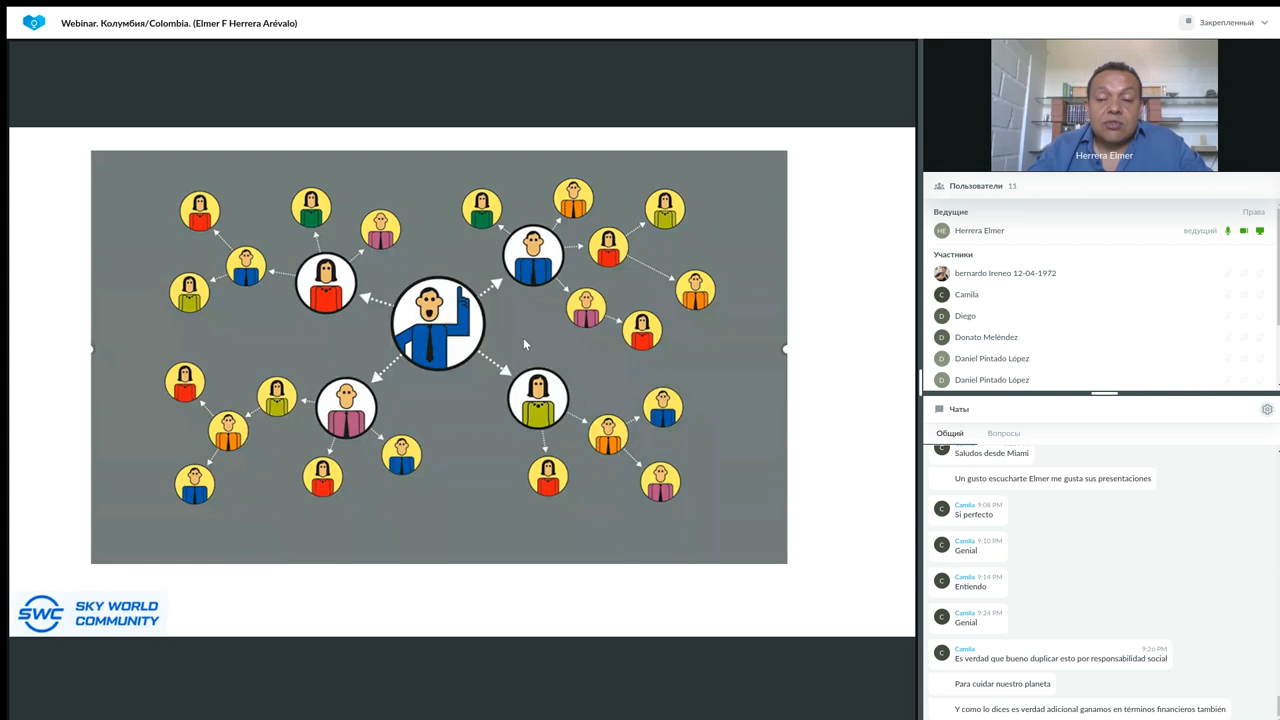 Webinar. Колумбия/Colombia. (Elmer F Herrera Arévalo)
Закрепленный
Herrera Elmer
Пользователи 11
Ведущие
Права
HE
Herrera Elmer
ведущий
Участники
bernardo Ireneo 12-04-1972
C
Camila
D
Diego
D
Donato Meléndez
D
Daniel Pintado López
D
Daniel Pintado López
Чаты
Общий
Вопросы
Saludos desde Miami
Un gusto escucharte Elmer me gusta sus presentaciones
C
Camila 9:08 PM
Si perfecto
C
Camila 9:10 PM
Genial
C
Camila 9:14 PM
Entiendo
C
Camila 9:24 PM
Genial
C
Camila 9:26 PM
Es verdad que bueno duplicar esto por responsabilidad social
Para cuidar nuestro planeta
Y como lo dices es verdad adicional ganamos en términos financieros también
SWC
SKY WORLD
COMMUNITY